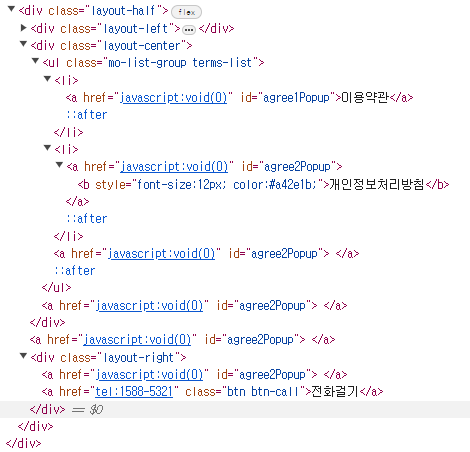 <div class="layout-half"> flex
<div class="layout-left"> ... </div>
<div class="layout-center">
<ul class="mo-list-group terms-list">
<li>
<a href="javascript:void(0)" id="agree1Popup">이용약관</a>
::after
</li>
<li>
<a href="javascript:void(0)" id="agree2Popup">
<b style="font-size:12px; color:#a42e1b;">개인정보처리방침</b>
</a>
::after
</li>
<a href="javascript:void(0)" id="agree2Popup"> </a>
::after
</ul>
<a href="javascript:void(0)" id="agree2Popup"> </a>
</div>
<a href="javascript:void(0)" id="agree2Popup"> </a>
<div class="layout-right">
<a href="javascript:void(0)" id="agree2Popup"> </a>
<a href="tel:1588-5321" class="btn btn-call">전화걸기</a>
</div> == $0
</div>
</div>